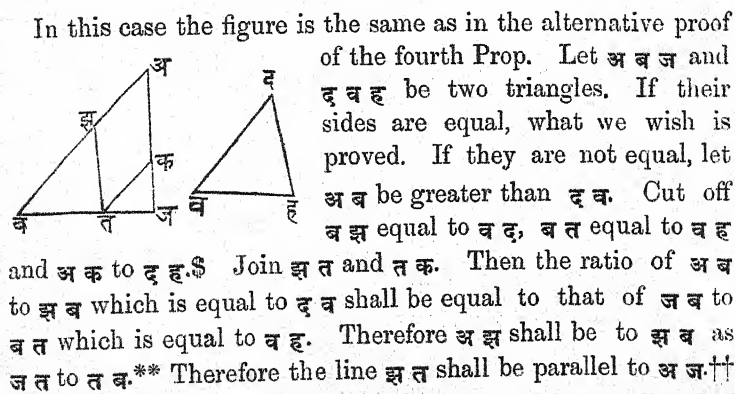 In this case the figure is the same as in the alternative proof
of the fourth Prop. Let अ ब ज and
द व ह be two triangles. If their
sides are equal, what we wish is
proved. If they are not equal, let
अ ब be greater than द व. Cut off
ब झ equal to व द, ब त equal to व ह
and अ क to द ह.$ Join झ त and त क. Then the ratio of अ ब
to झ ब which is equal to द व shall be equal to that of ज ब to
ब त which is equal to व ह. Therefore अ झ shall be to झ ब as
ज त to त ब.** Therefore the line झ त shall be parallel to अ ज.††
अ
झ
क
ब
त
ज
द
व
ह